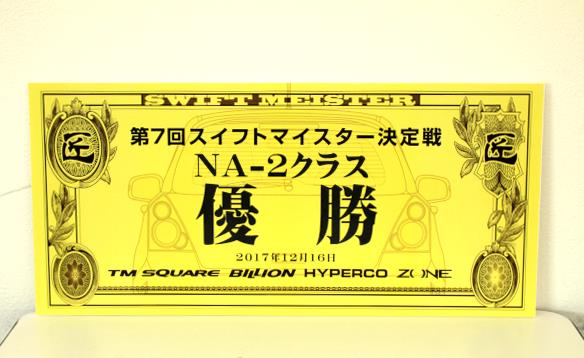 SWIFT MEISTER
第7回スイフトマイスター決定戦
匠 匠
NA-2クラス
優 勝
2017年12月16日
TM SQUARE BILLION HYPERCO ZONE